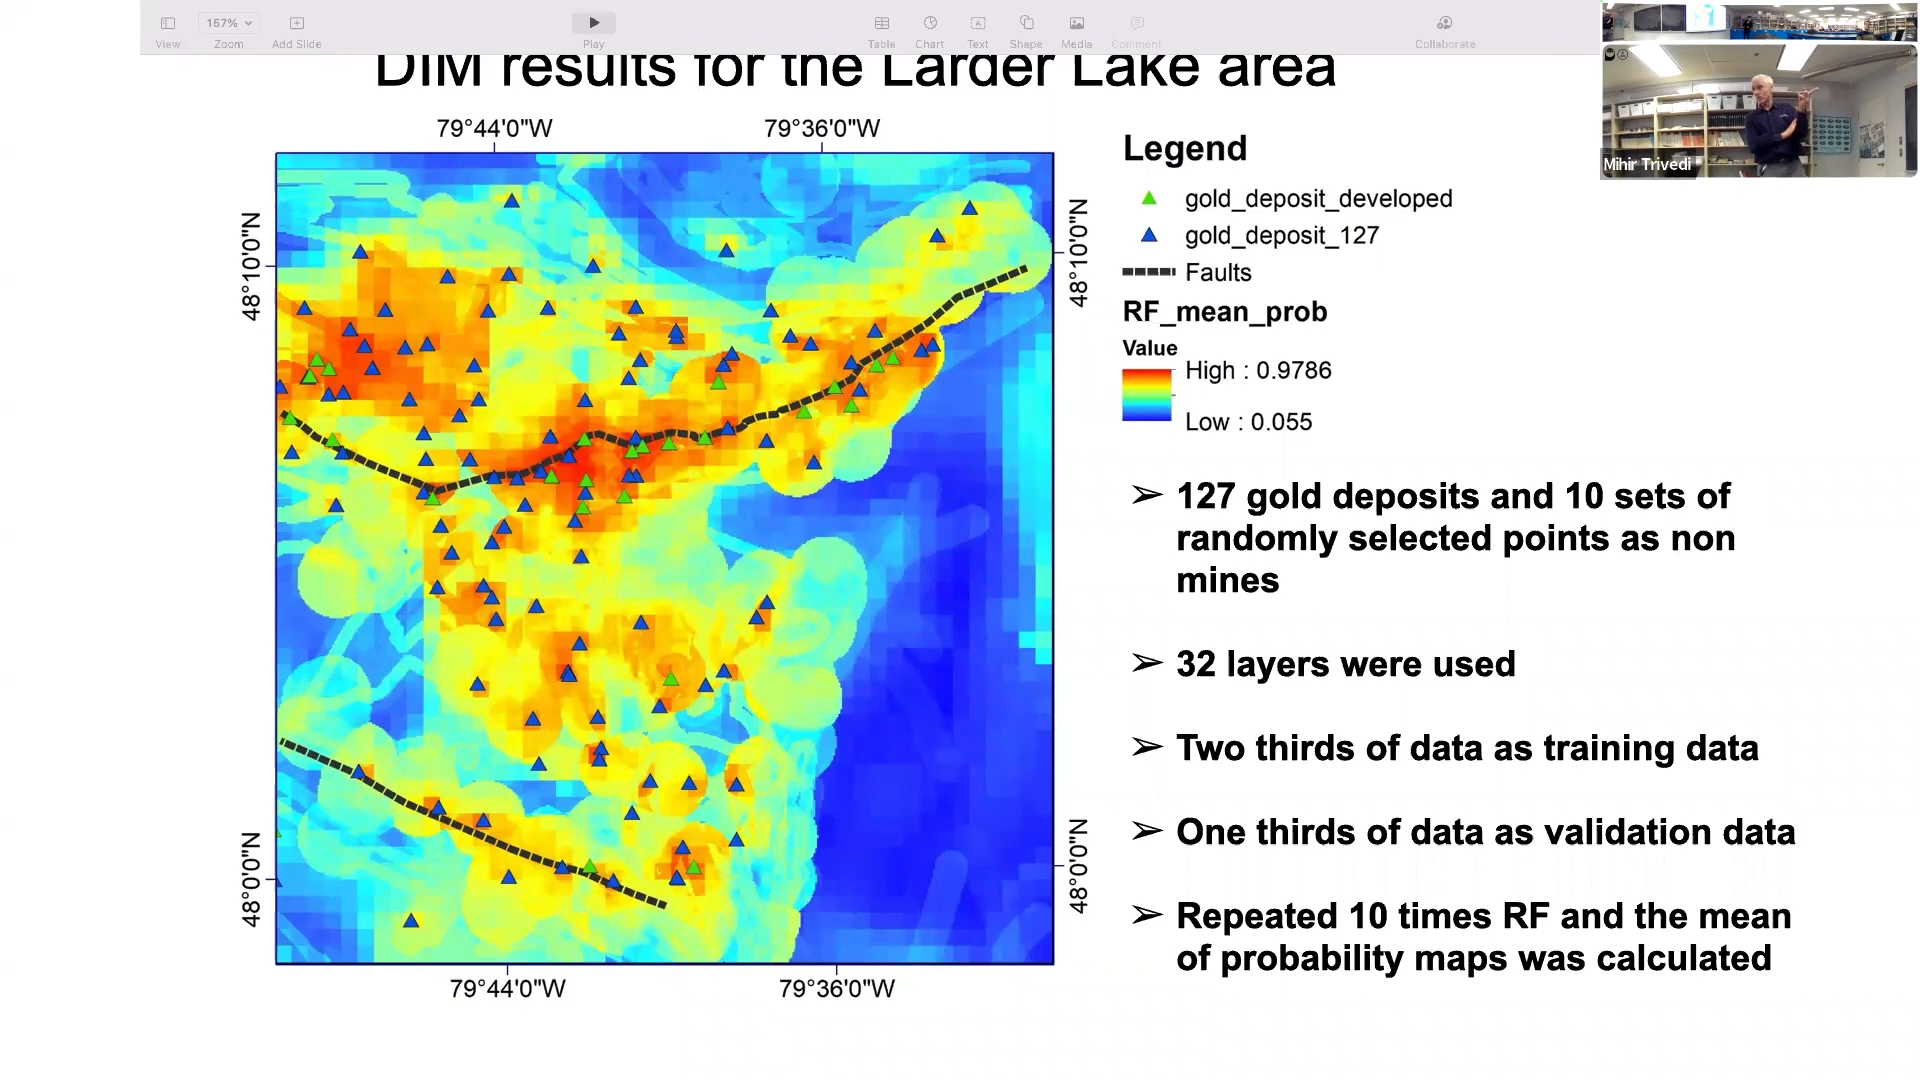 157%
View
Zoom
Add Slide
Play
Table
Chart
Text
Shape
Media
Comment
Collaborate
Mihir Trivedi
DIM results for the Larder Lake area
79°44'0"W
79°36'0"W
48°10'0"N
48°10'0"N
48°0'0"N
48°0'0"N
79°44'0"W
79°36'0"W
Legend
gold_deposit_developed
gold_deposit_127
Faults
RF_mean_prob
Value
High : 0.9786
Low : 0.055
➢ 127 gold deposits and 10 sets of
randomly selected points as non
mines
➢ 32 layers were used
➢ Two thirds of data as training data
➢ One thirds of data as validation data
➢ Repeated 10 times RF and the mean
of probability maps was calculated